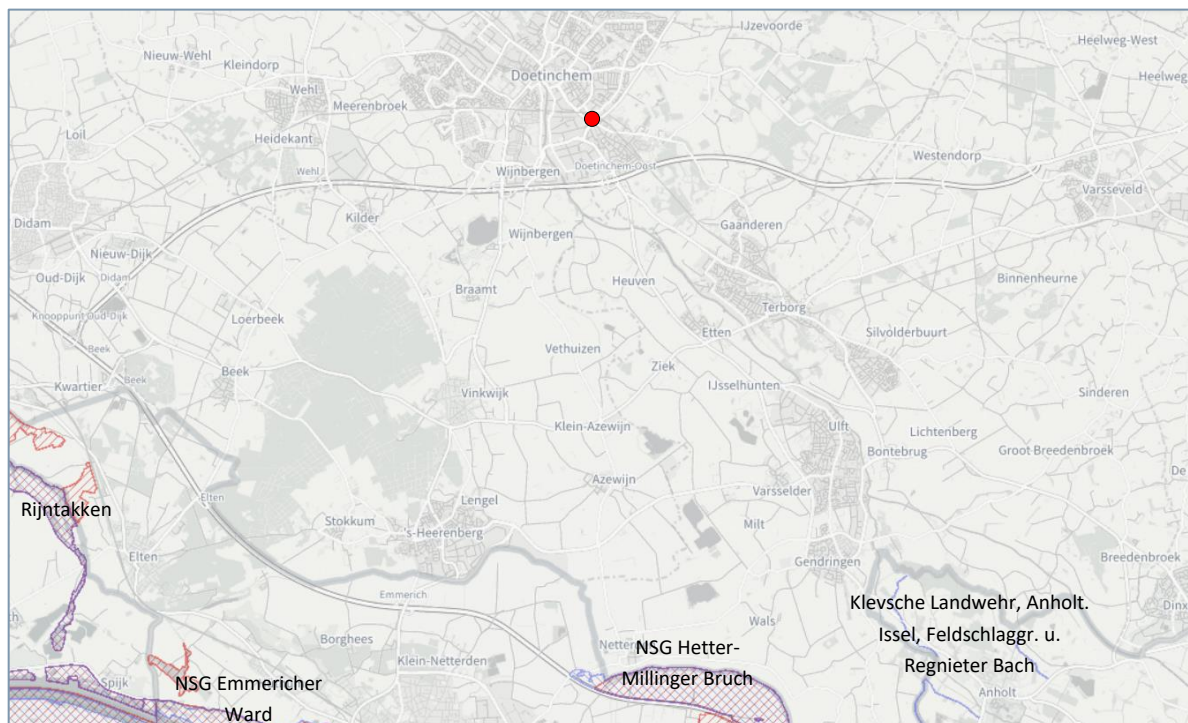 IJzevoorde
Heelweg-West
Nieuw-Wehl
Kleindorp
Doetinchem
Heelweg
Wehl
Meerenbroek
Loil
Heidekant
Westendorp
Doetinchem-Oost
Wehl
Wijnbergen
Varsseveld
Didam
Kilder
Gaanderen
Wijnbergen
Nieuw-Dijk
Oud-Dijk
Didam
Heuven
Binnenheurne
Braamt
Terborg
Knooppunt Oud-Dijk
Loerbeek
Etten
Silvolderbuurt
Beek
Vethuizen
Ziek
Kwartier
Beek
Beek
IJsselhunten
Vinkwijk
Sinderen
Klein-Azewijn
Ulft
Lichtenberg
Bontebrug
Groot Breedenbroek
De
Azewijn
Varsselder
Elten
Lengel
Rijntakken
Stokkum
Milt
's-Heerenberg
Elten
Gendringen
Breedenbroek
Emmerich
Klevsche Landwehr, Anholt.
Issel, Feldschlaggr. u.
Regnieter Bach
Dinx
Wals
Borghees
Netter
NSG Hetter-
Millinger Bruch
Klein-Netterden
Spijk
NSG Emmericher
Ward
Anholt